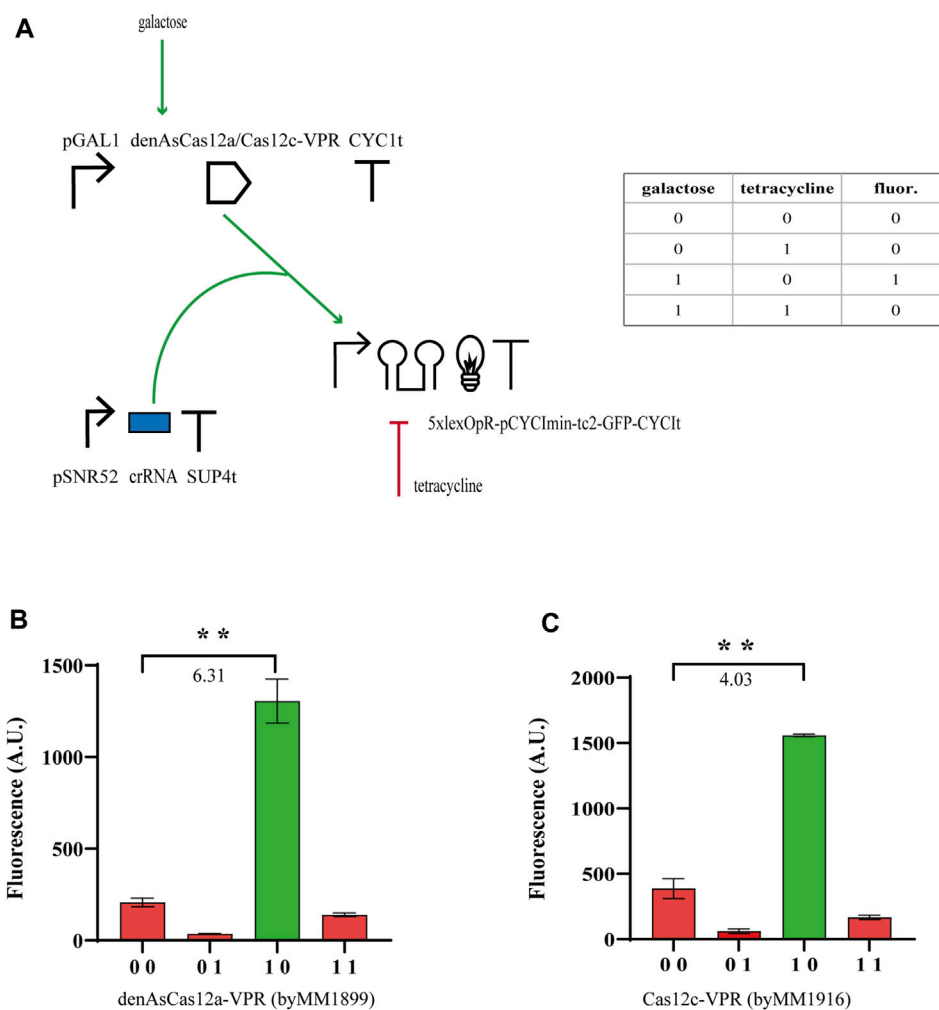 A
galactose
pGAL1 denAsCas12a/Cas12c-VPR CYC1t
galactose tetracycline fluor.
0 0 0
0 1 0
1 0 1
1 1 0
5xlexOpR-pCYCImin-tc2-GFP-CYCIt
pSNR52 crRNA SUP4t
tetracycline
B
* *
6.31
1500
1000
500
0
Fluorescence (A.U.)
0 0 0 1 1 0 1 1
denAsCas12a-VPR (byMM1899)
C
* *
4.03
2000
1500
1000
500
0
Fluorescence (A.U.)
0 0 0 1 1 0 1 1
Cas12c-VPR (byMM1916)